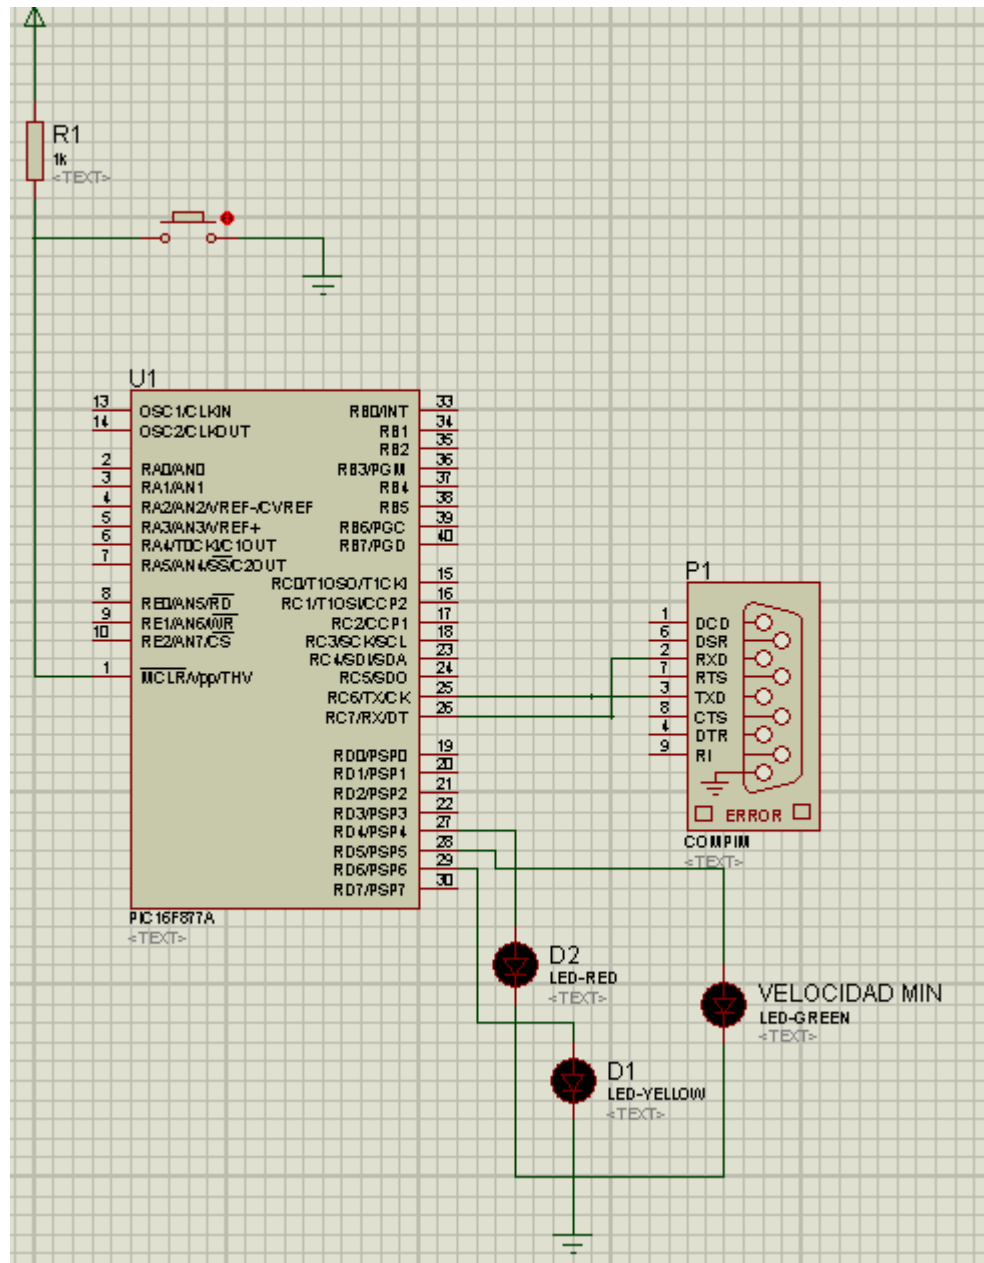 R1
1k
<TEXT>
U1
13 OSC1/CLKIN
14 OSC2/CLKOUT
2 RA0/AN0
3 RA1/AN1
4 RA2/AN2/VREF-/CVREF
5 RA3/AN3/VREF+
6 RA4/T0CKI/C1OUT
7 RA5/AN4/SS/C2OUT
8 RE0/AN5/RD
9 RE1/AN6/WR
10 RE2/AN7/CS
1 MCLR/Vpp/THV
RB0/INT 33
RB1 34
RB2 35
RB3/PGM 36
RB4 37
RB5 38
RB6/PGC 39
RB7/PGD 40
RC0/T1OSO/T1CKI 15
RC1/T1OSI/CCP2 16
RC2/CCP1 17
RC3/SCK/SCL 18
RC4/SDI/SDA 23
RC5/SDO 24
RC6/TX/CK 25
RC7/RX/DT 26
RD0/PSP0 19
RD1/PSP1 20
RD2/PSP2 21
RD3/PSP3 22
RD4/PSP4 27
RD5/PSP5 28
RD6/PSP6 29
RD7/PSP7 30
PIC16F877A
<TEXT>
P1
1 DCD
6 DSR
2 RXD
7 RTS
3 TXD
8 CTS
4 DTR
9 RI
ERROR
COMPIM
<TEXT>
D2
LED-RED
<TEXT>
VELOCIDAD MIN
LED-GREEN
<TEXT>
D1
LED-YELLOW
<TEXT>